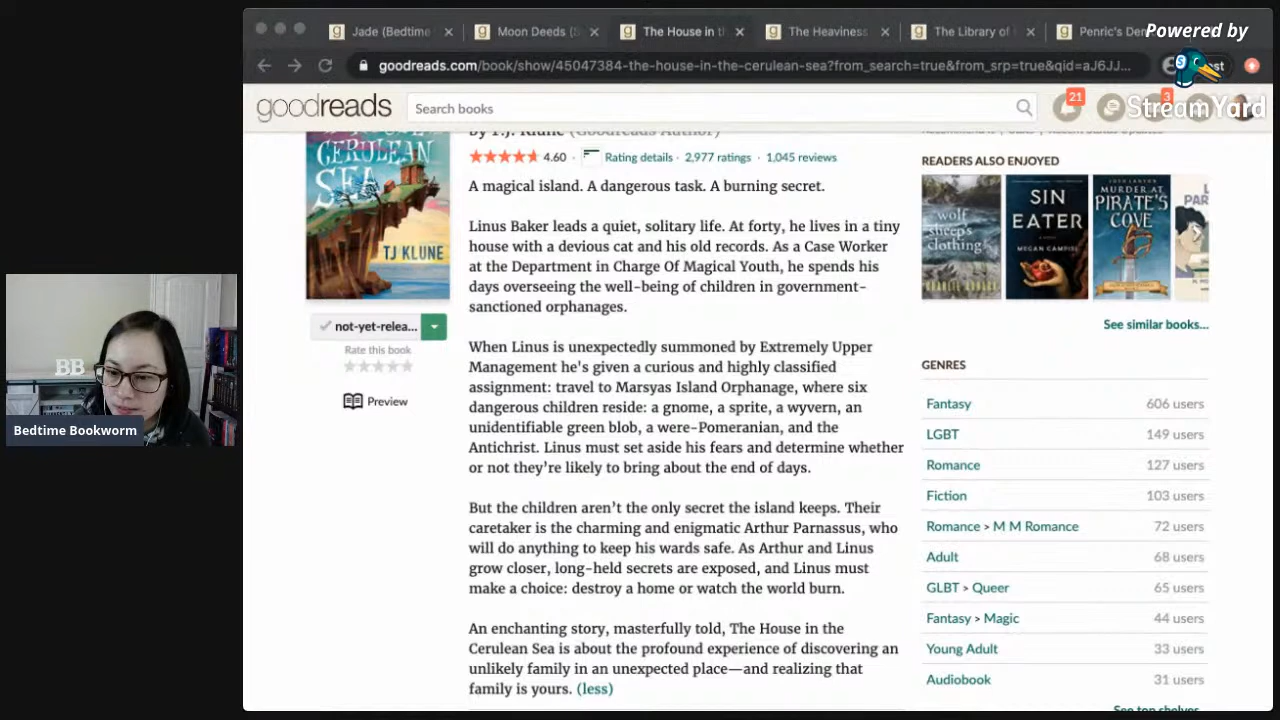 Jade (Bedtime
Moon Deeds (
The House in t
The Heaviness
The Library of
Penric's De
Powered by
goodreads.com/book/show/45047384-the-house-in-the-cerulean-sea?from_search=true&from_srp=true&qid=aJ6JJ...
StreamYard
goodreads
Search books
21
3
by T.J. Klune (Goodreads Author)
4.60 · Rating details · 2,977 ratings · 1,045 reviews
A magical island. A dangerous task. A burning secret.
Linus Baker leads a quiet, solitary life. At forty, he lives in a tiny
house with a devious cat and his old records. As a Case Worker
at the Department in Charge Of Magical Youth, he spends his
days overseeing the well-being of children in government-
sanctioned orphanages.
When Linus is unexpectedly summoned by Extremely Upper
Management he's given a curious and highly classified
assignment: travel to Marsyas Island Orphanage, where six
dangerous children reside: a gnome, a sprite, a wyvern, an
unidentifiable green blob, a were-Pomeranian, and the
Antichrist. Linus must set aside his fears and determine whether
or not they're likely to bring about the end of days.
But the children aren't the only secret the island keeps. Their
caretaker is the charming and enigmatic Arthur Parnassus, who
will do anything to keep his wards safe. As Arthur and Linus
grow closer, long-held secrets are exposed, and Linus must
make a choice: destroy a home or watch the world burn.
An enchanting story, masterfully told, The House in the
Cerulean Sea is about the profound experience of discovering an
unlikely family in an unexpected place—and realizing that
family is yours. (less)
CERULEAN
SEA
TJ KLUNE
not-yet-relea...
Rate this book
Preview
READERS ALSO ENJOYED
wolf
sheep's
clothing
SIN
EATER
MEGAN CAMPISI
JOSH LANYON
MURDER AT
PIRATE'S
COVE
PAR
See similar books...
GENRES
Fantasy 606 users
LGBT 149 users
Romance 127 users
Fiction 103 users
Romance > M M Romance 72 users
Adult 68 users
GLBT > Queer 65 users
Fantasy > Magic 44 users
Young Adult 33 users
Audiobook 31 users
See top shelves...
BB
Bedtime Bookworm